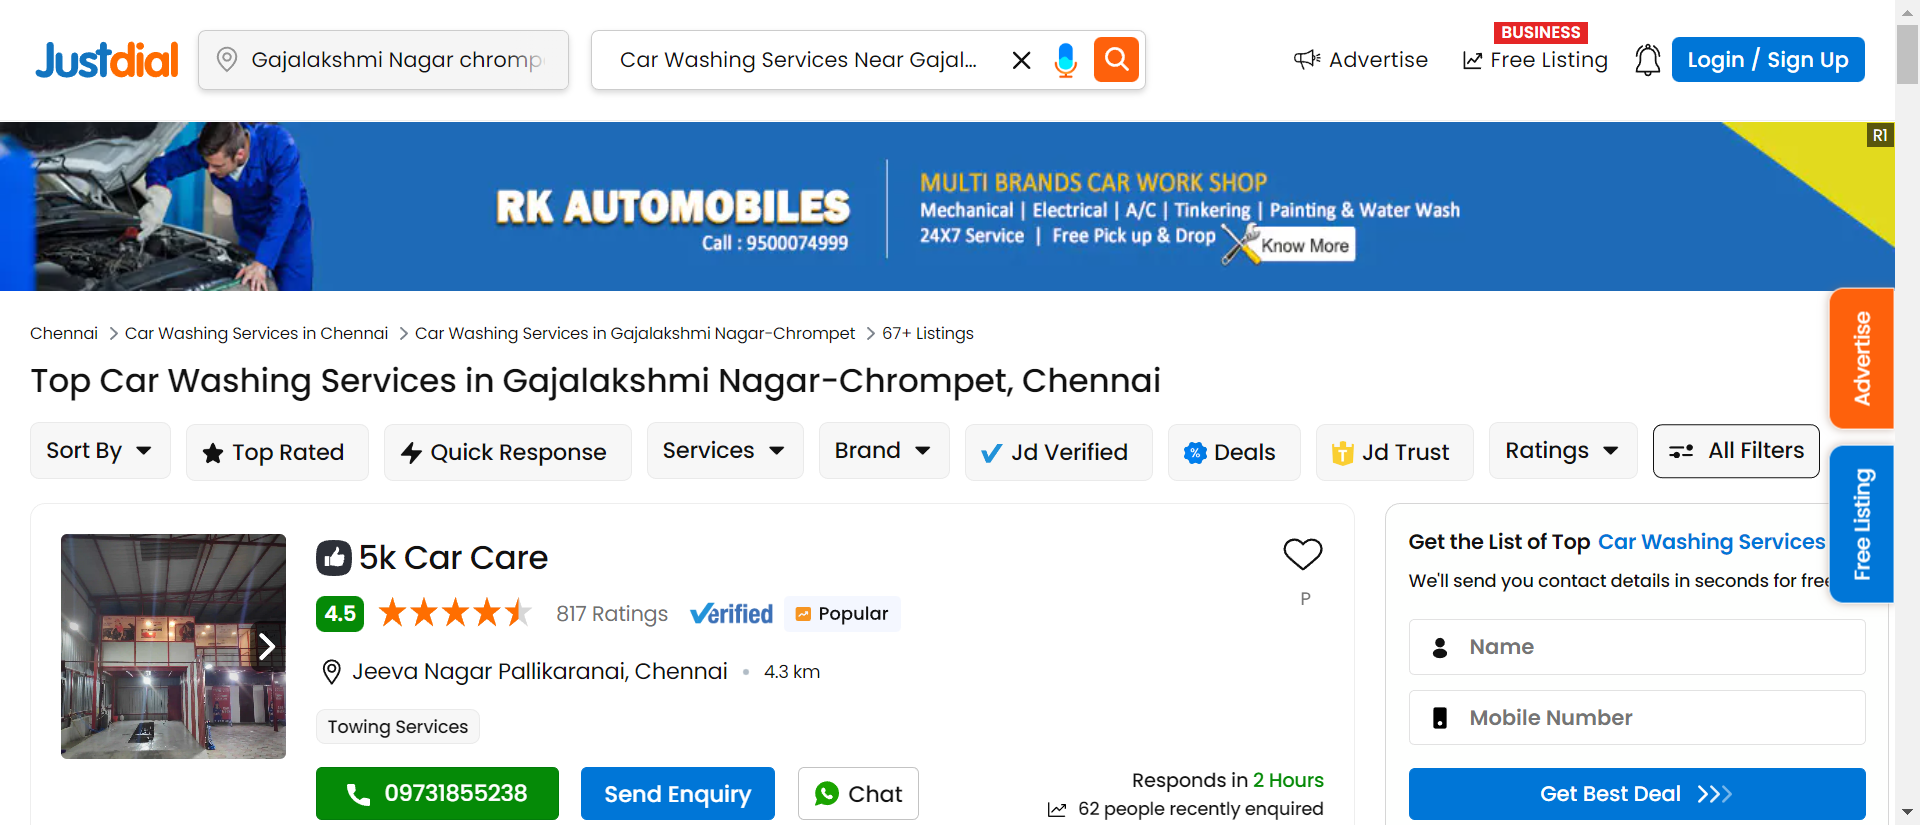 Justdial
Gajalakshmi Nagar chromp
Car Washing Services Near Gajal...
Advertise
BUSINESS
Free Listing
Login / Sign Up
R1
RK AUTOMOBILES
Call : 9500074999
MULTI BRANDS CAR WORK SHOP
Mechanical | Electrical | A/C | Tinkering | Painting & Water Wash
24X7 Service | Free Pick up & Drop
Know More
Chennai > Car Washing Services in Chennai > Car Washing Services in Gajalakshmi Nagar-Chrompet > 67+ Listings
Top Car Washing Services in Gajalakshmi Nagar-Chrompet, Chennai
Sort By
Top Rated
Quick Response
Services
Brand
Jd Verified
Deals
Jd Trust
Ratings
All Filters
Advertise
Free Listing
5k Car Care
4.5
817 Ratings
Verified
Popular
Jeeva Nagar Pallikaranai, Chennai • 4.3 km
Towing Services
09731855238
Send Enquiry
Chat
P
Responds in 2 Hours
62 people recently enquired
Get the List of Top Car Washing Services
We'll send you contact details in seconds for free
Name
Mobile Number
Get Best Deal